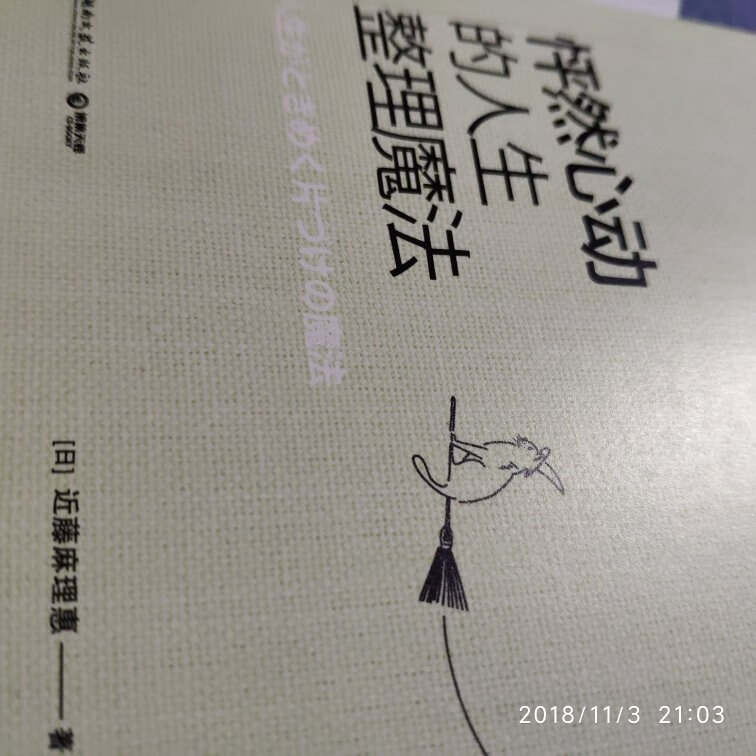 怦然心动
的人生
整理魔法
人生がときめく片づけの魔法
[日] 近藤麻理惠 —— 著
2018/11/3 21:03